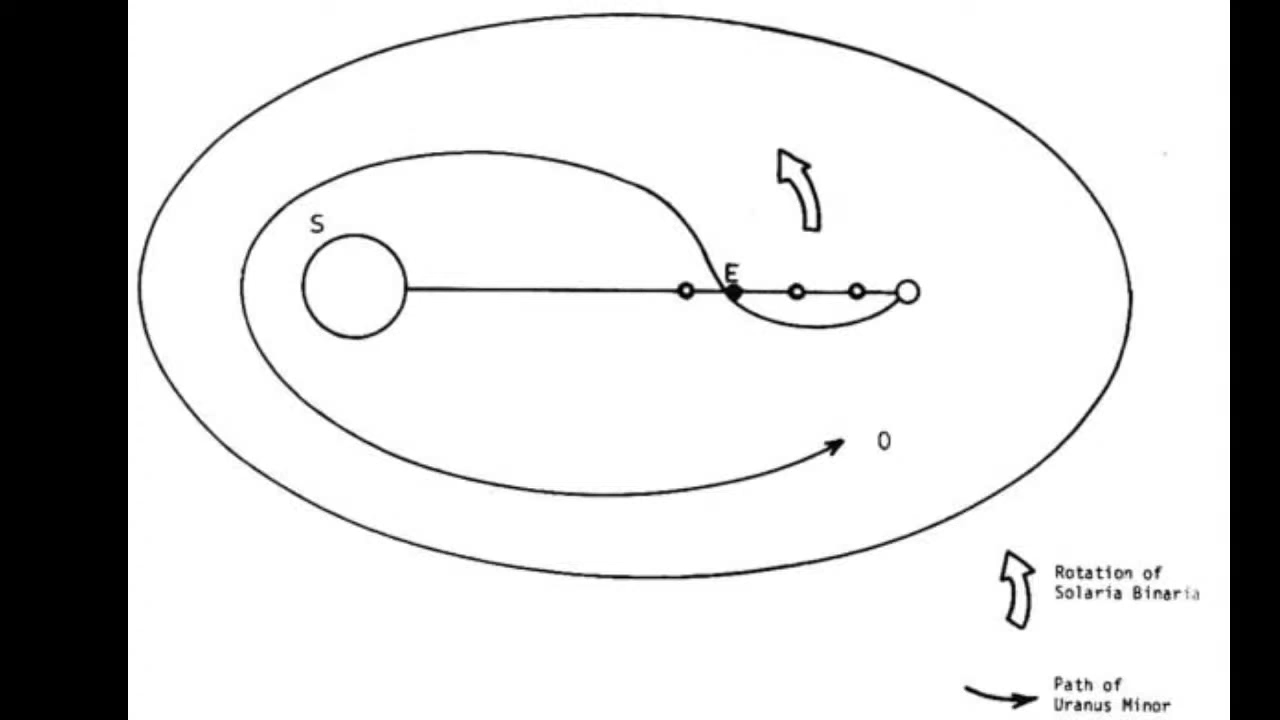 S
E
O
Rotation of
Solaria Binaria
Path of
Uranus Minor